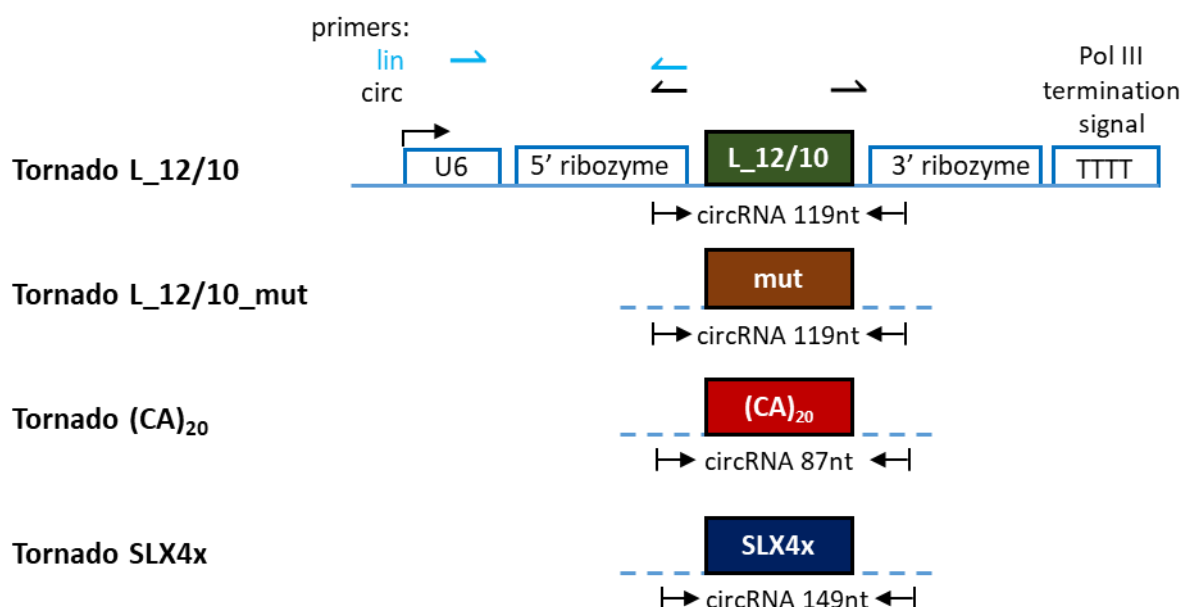 primers:
lin
circ
Pol III
termination
signal
Tornado L_12/10
U6
5’ ribozyme
L_12/10
3’ ribozyme
TTTT
circRNA 119nt
Tornado L_12/10_mut
mut
circRNA 119nt
Tornado (CA)₂₀
(CA)₂₀
circRNA 87nt
Tornado SLX4x
SLX4x
circRNA 149nt